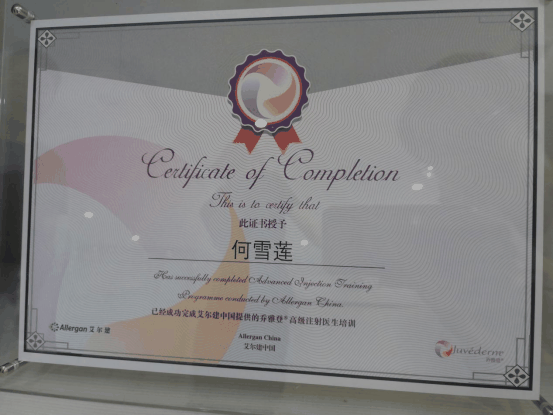 Certificate of Completion
This is to certify that
此证书授予
何雪莲
Has successfully completed Advanced Injection Training
Programme conducted by Allergan China.
已经成功完成艾尔建中国提供的乔雅登®高级注射医生培训
Allergan 艾尔建
Allergan China
艾尔建中国
Juvéderm